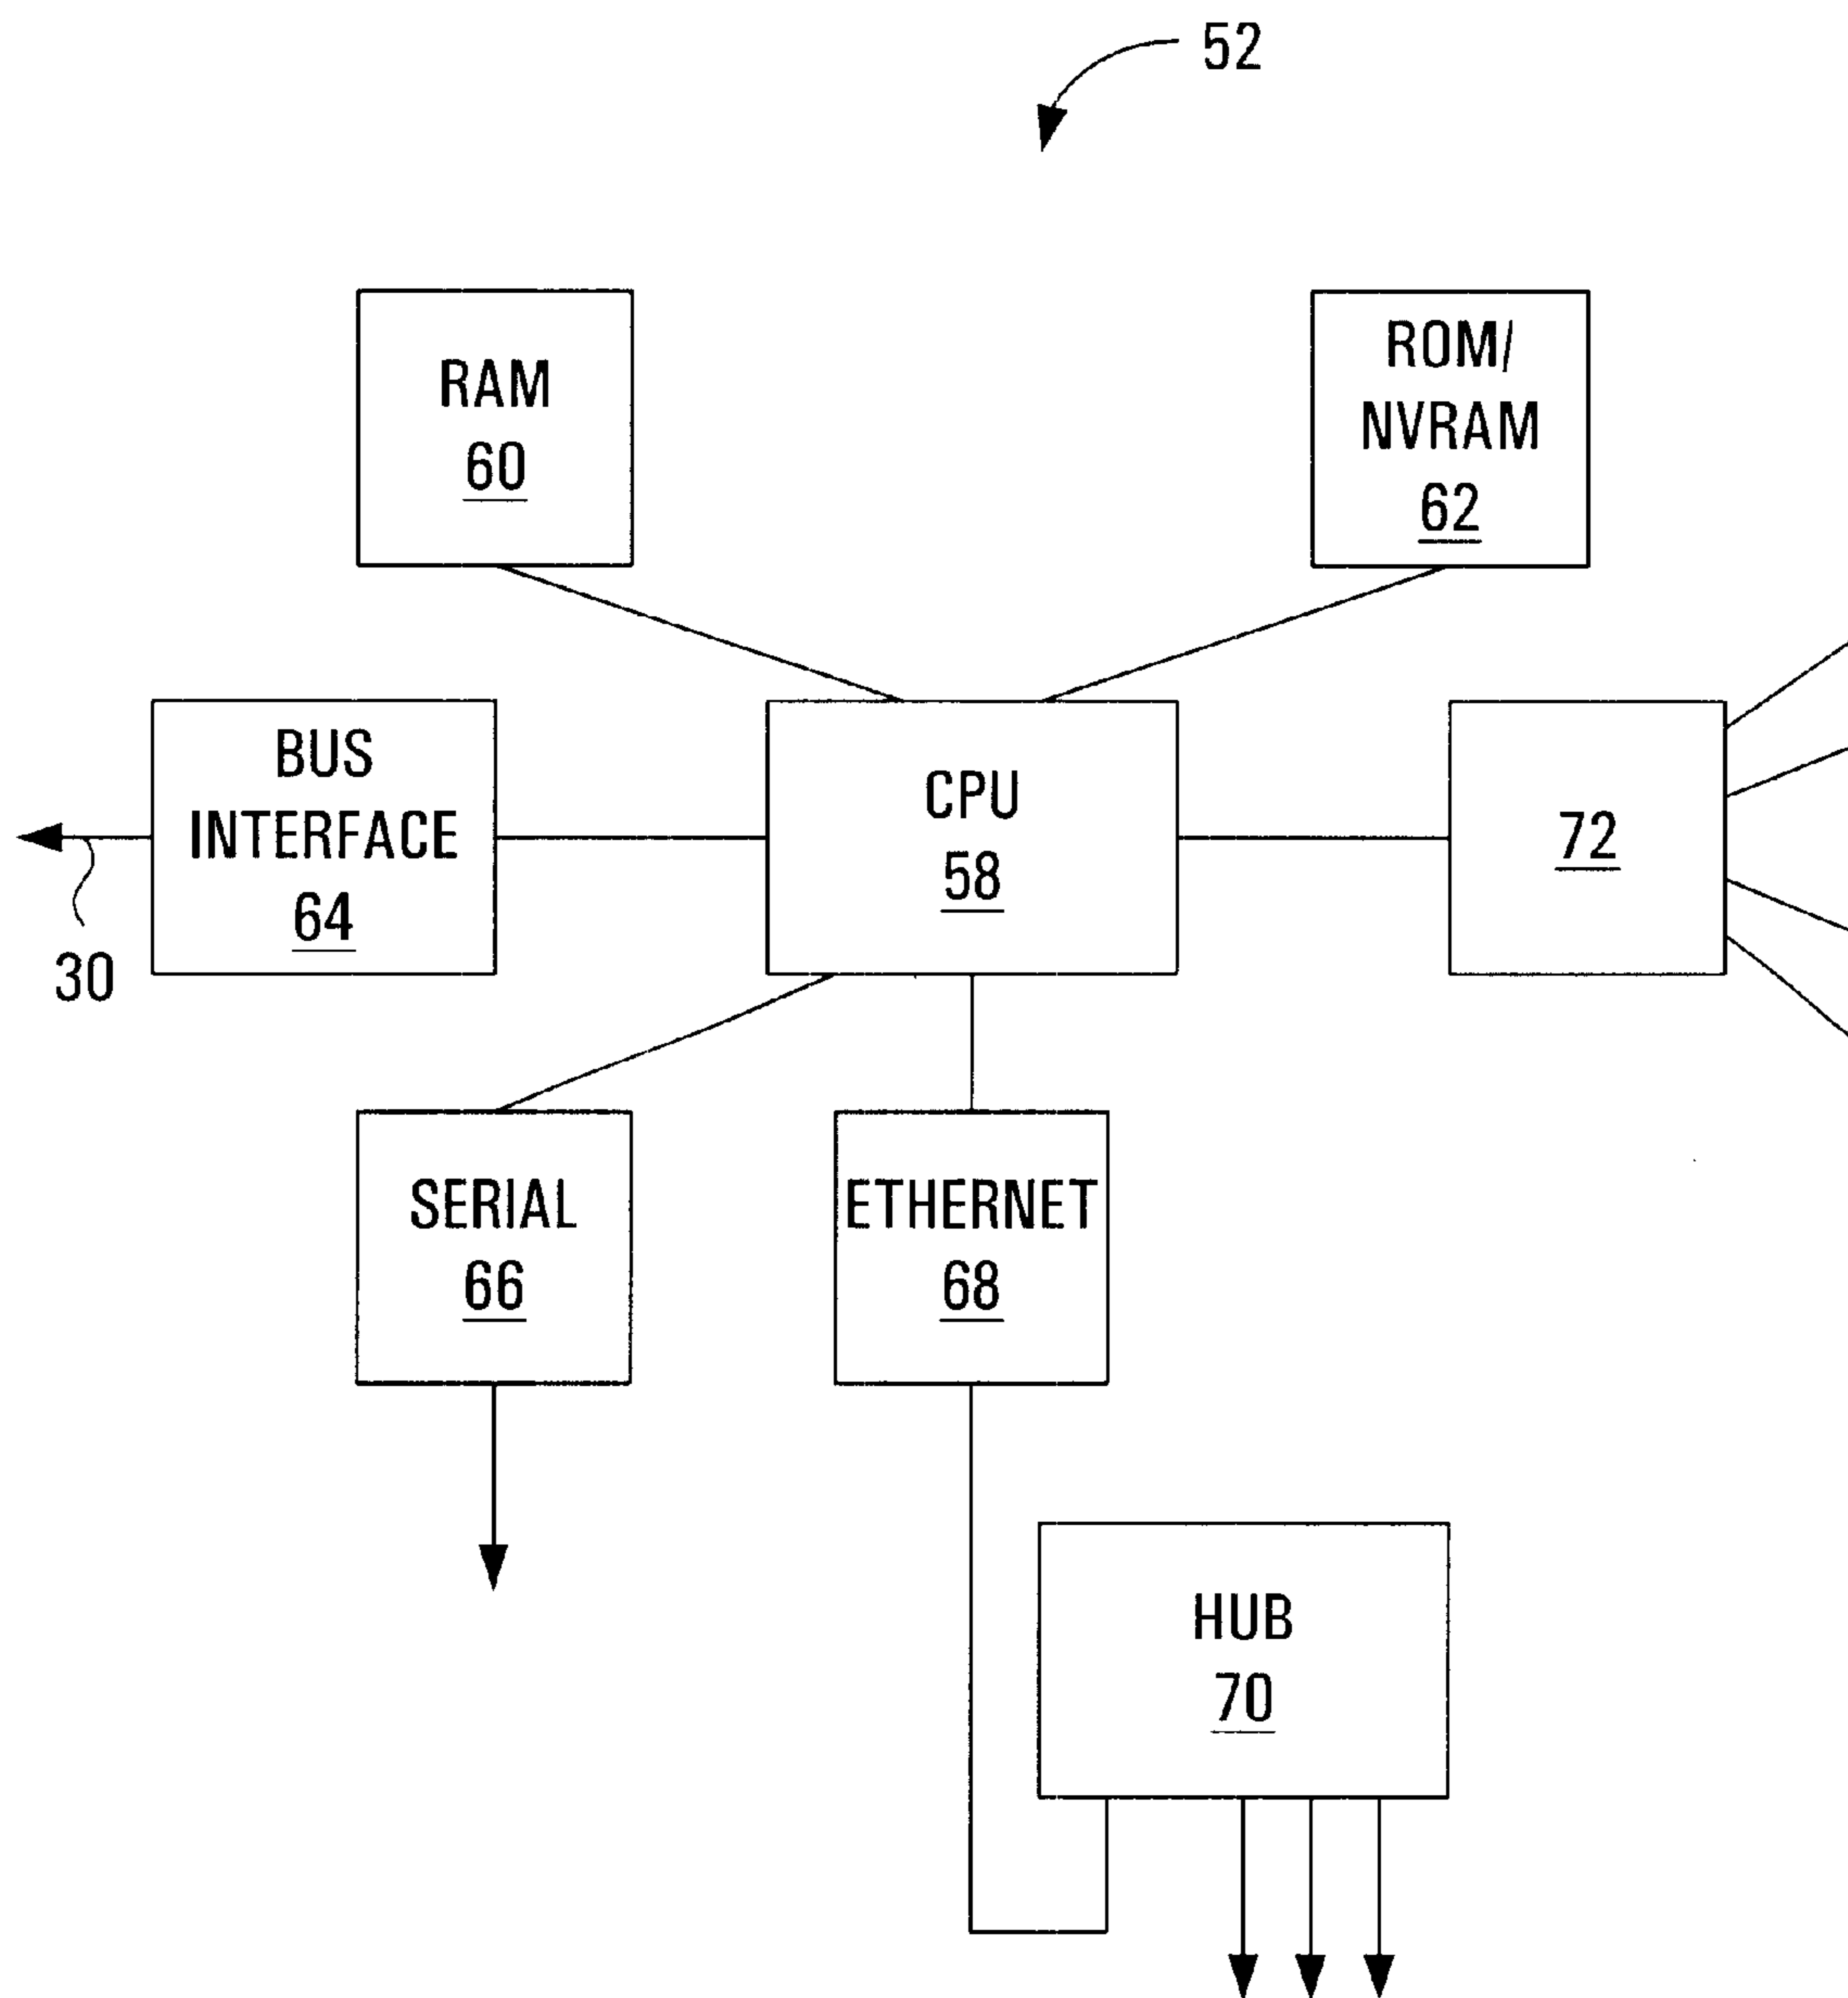 52
RAM
60
ROM/
NVRAM
62
BUS
INTERFACE
64
CPU
58
72
30
SERIAL
66
ETHERNET
68
HUB
70